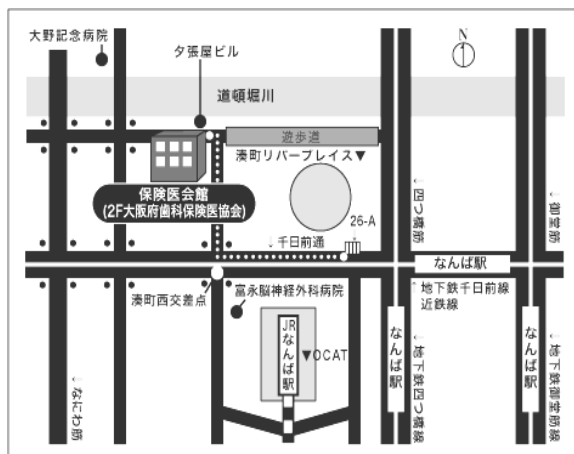 大野記念病院
夕張屋ビル
N
道頓堀川
遊歩道
湊町リバープレイス▼
保険医会館
(2F大阪府歯科保険医協会)
26-A
↓千日前通
↓四つ橋筋
↓御堂筋
なんば駅
湊町西交差点
富永脳神経外科病院
↑地下鉄千日前線
近鉄線
JRなんば駅
▼OCAT
なんば駅
なんば駅
↓なにわ筋
↓地下鉄四つ橋線
↓地下鉄御堂筋線